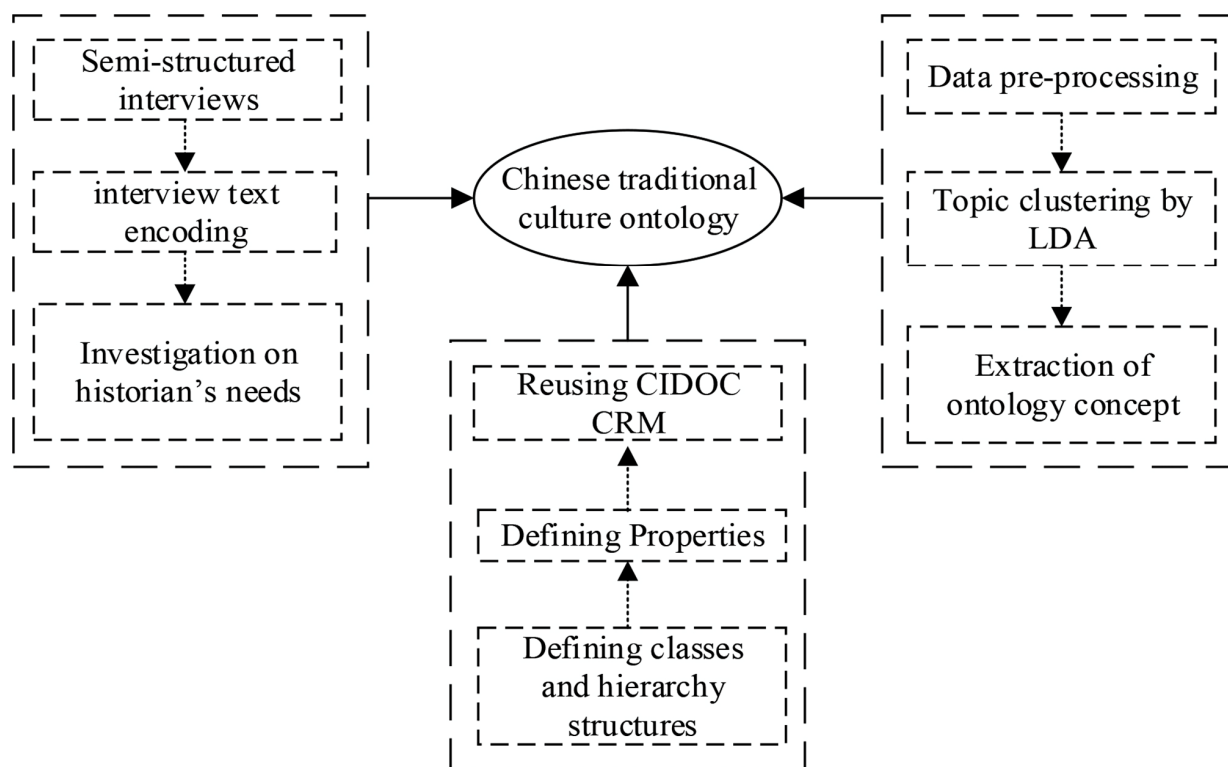 Semi-structured
interviews
interview text
encoding
Investigation on
historian's needs
Chinese traditional
culture ontology
Reusing CIDOC
CRM
Defining Properties
Defining classes
and hierarchy
structures
Data pre-processing
Topic clustering by
LDA
Extraction of
ontology concept